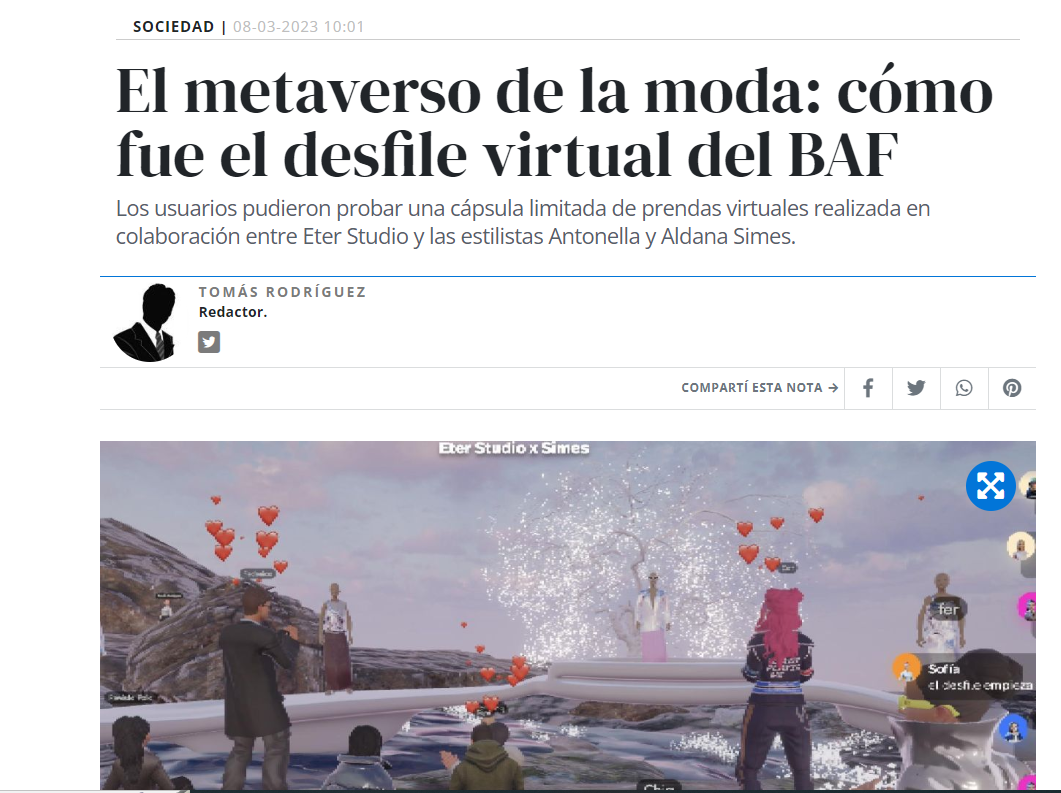 SOCIEDAD | 08-03-2023 10:01
El metaverso de la moda: cómo
fue el desfile virtual del BAF
Los usuarios pudieron probar una cápsula limitada de prendas virtuales realizada en
colaboración entre Eter Studio y las estilistas Antonella y Aldana Simes.
TOMÁS RODRÍGUEZ
Redactor.
COMPARTÍ ESTA NOTA →
Eter Studio x Simes
fer
Sofía
el desfile empieza